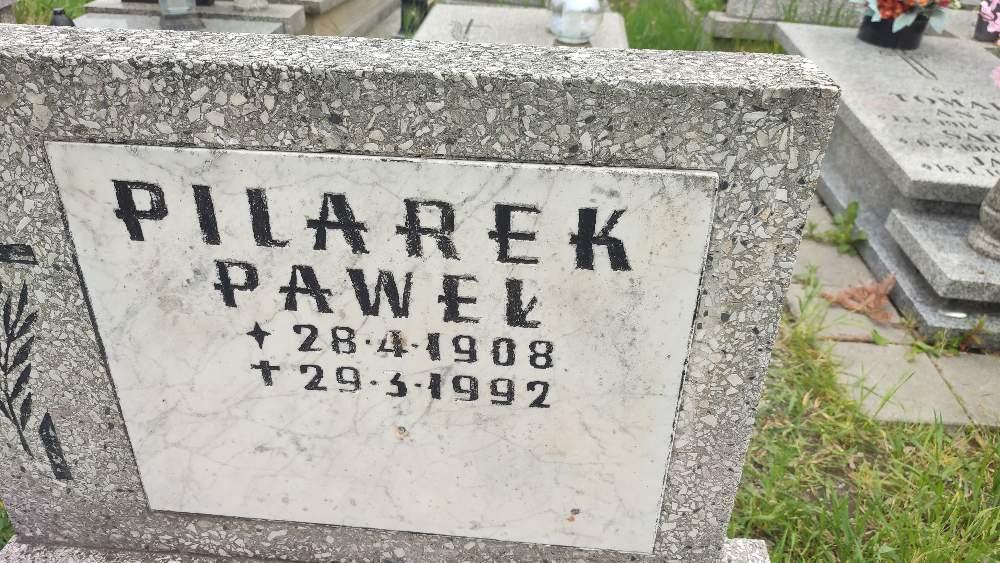 PILAREK
PAWEŁ
✦ 28·4·1908
✝ 29·3·1992